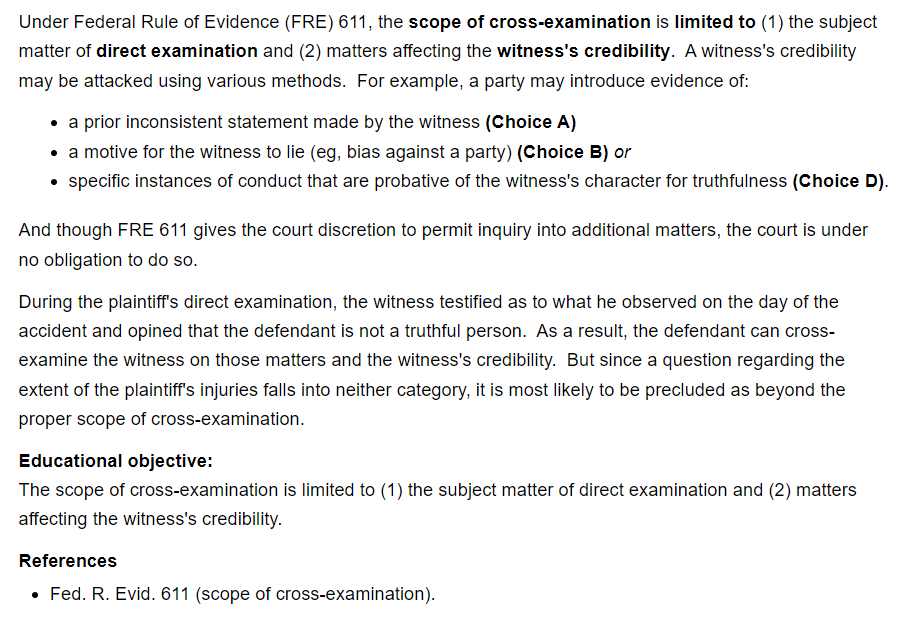 Under Federal Rule of Evidence (FRE) 611, the scope of cross-examination is limited to (1) the subject
matter of direct examination and (2) matters affecting the witness's credibility.  A witness's credibility
may be attacked using various methods.  For example, a party may introduce evidence of:
• a prior inconsistent statement made by the witness (Choice A)
• a motive for the witness to lie (eg, bias against a party) (Choice B) or
• specific instances of conduct that are probative of the witness's character for truthfulness (Choice D).
And though FRE 611 gives the court discretion to permit inquiry into additional matters, the court is under
no obligation to do so.
During the plaintiff's direct examination, the witness testified as to what he observed on the day of the
accident and opined that the defendant is not a truthful person.  As a result, the defendant can cross-
examine the witness on those matters and the witness's credibility.  But since a question regarding the
extent of the plaintiff's injuries falls into neither category, it is most likely to be precluded as beyond the
proper scope of cross-examination.
Educational objective:
The scope of cross-examination is limited to (1) the subject matter of direct examination and (2) matters
affecting the witness's credibility.
References
• Fed. R. Evid. 611 (scope of cross-examination).